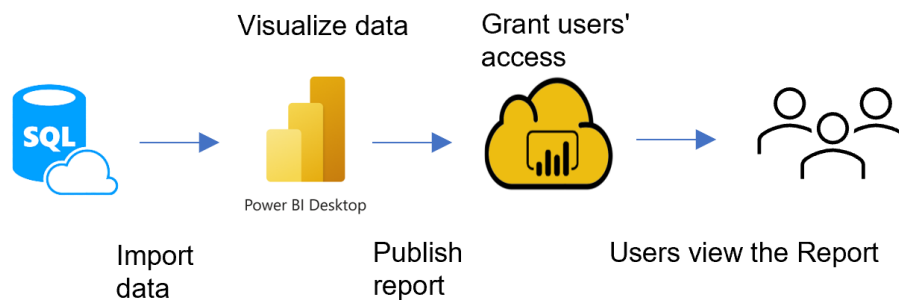 Visualize data
Grant users'
access
SQL
Power BI Desktop
Import
data
Publish
report
Users view the Report